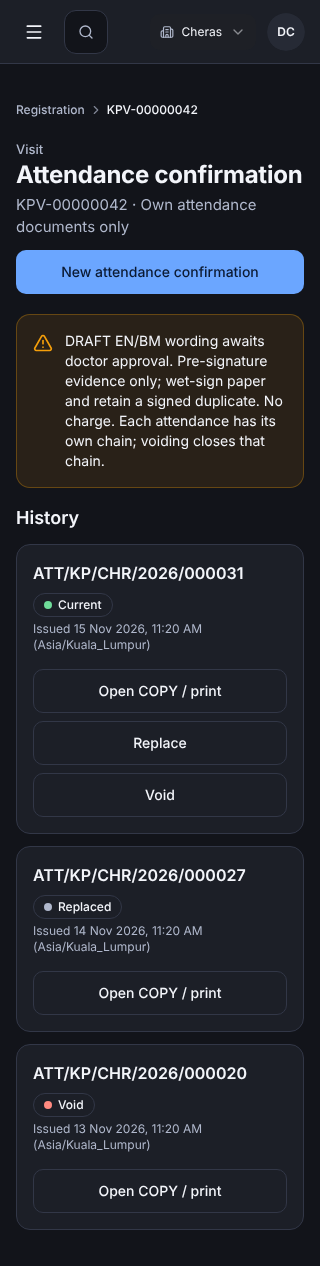 Cheras
DC
Registration > KPV-00000042
Visit
Attendance confirmation
KPV-00000042 · Own attendance
documents only
New attendance confirmation
DRAFT EN/BM wording awaits
doctor approval. Pre-signature
evidence only; wet-sign paper
and retain a signed duplicate. No
charge. Each attendance has its
own chain; voiding closes that
chain.
History
ATT/KP/CHR/2026/000031
Current
Issued 15 Nov 2026, 11:20 AM
(Asia/Kuala_Lumpur)
Open COPY / print
Replace
Void
ATT/KP/CHR/2026/000027
Replaced
Issued 14 Nov 2026, 11:20 AM
(Asia/Kuala_Lumpur)
Open COPY / print
ATT/KP/CHR/2026/000020
Void
Issued 13 Nov 2026, 11:20 AM
(Asia/Kuala_Lumpur)
Open COPY / print